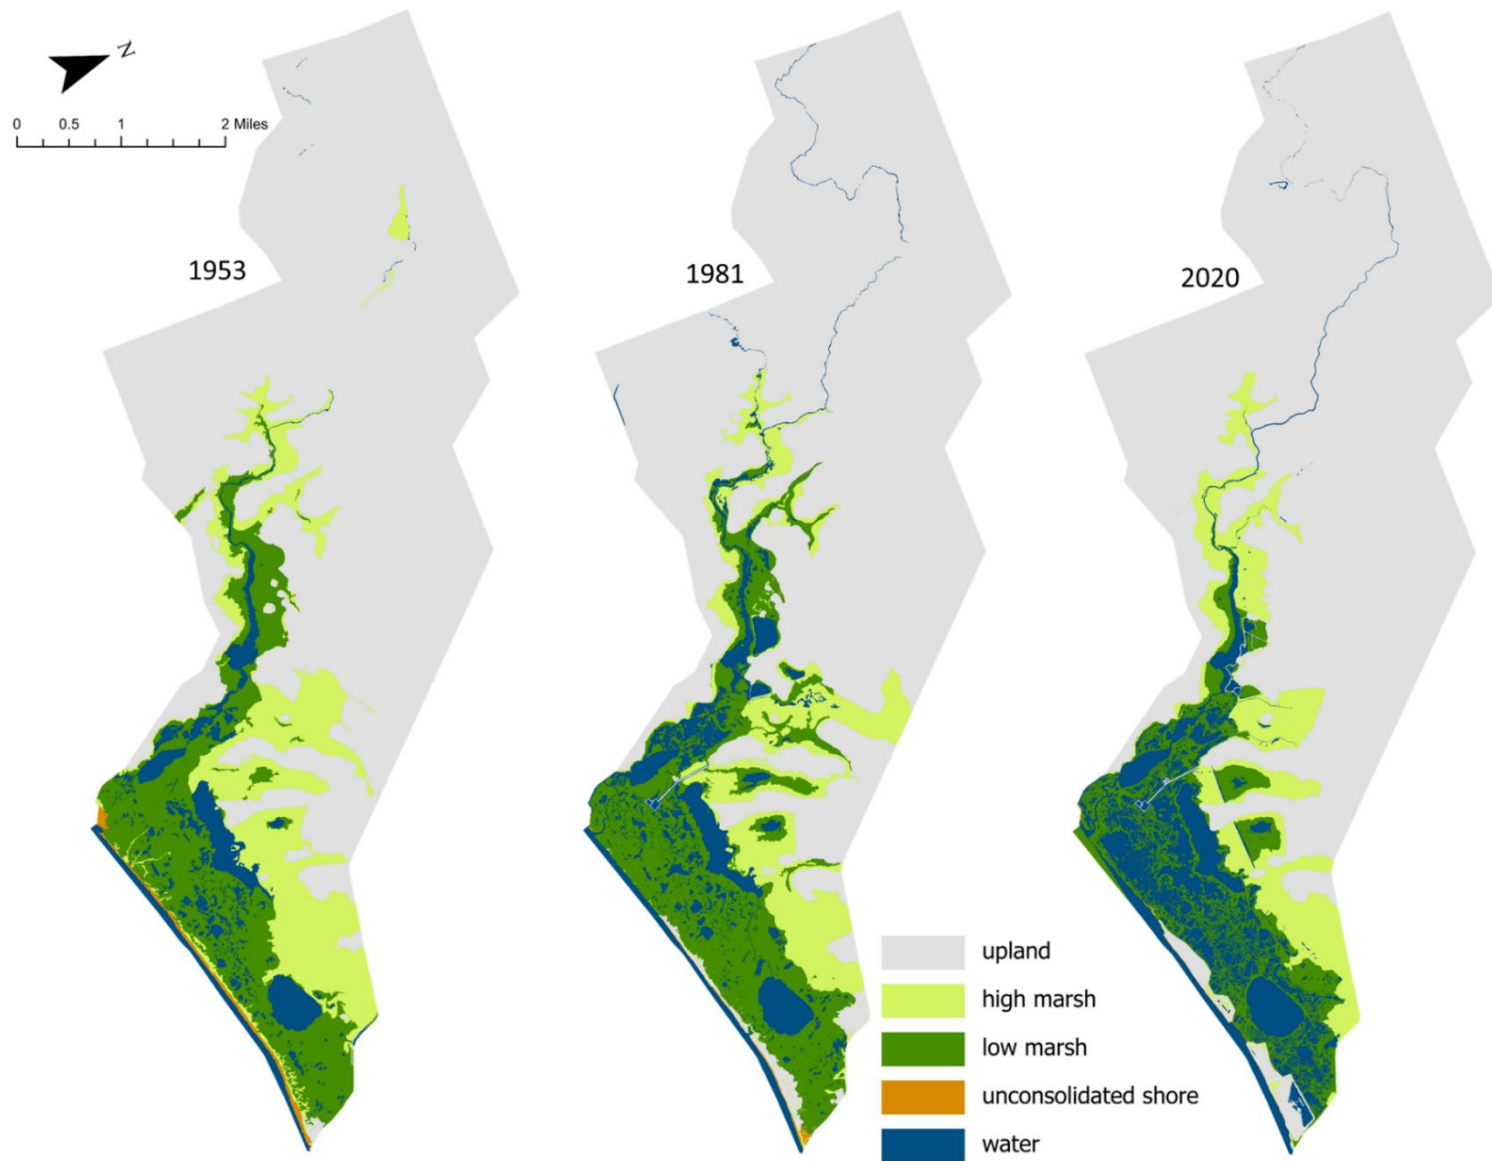 N
0 0.5 1 2 Miles
1953
1981
2020
upland
high marsh
low marsh
unconsolidated shore
water